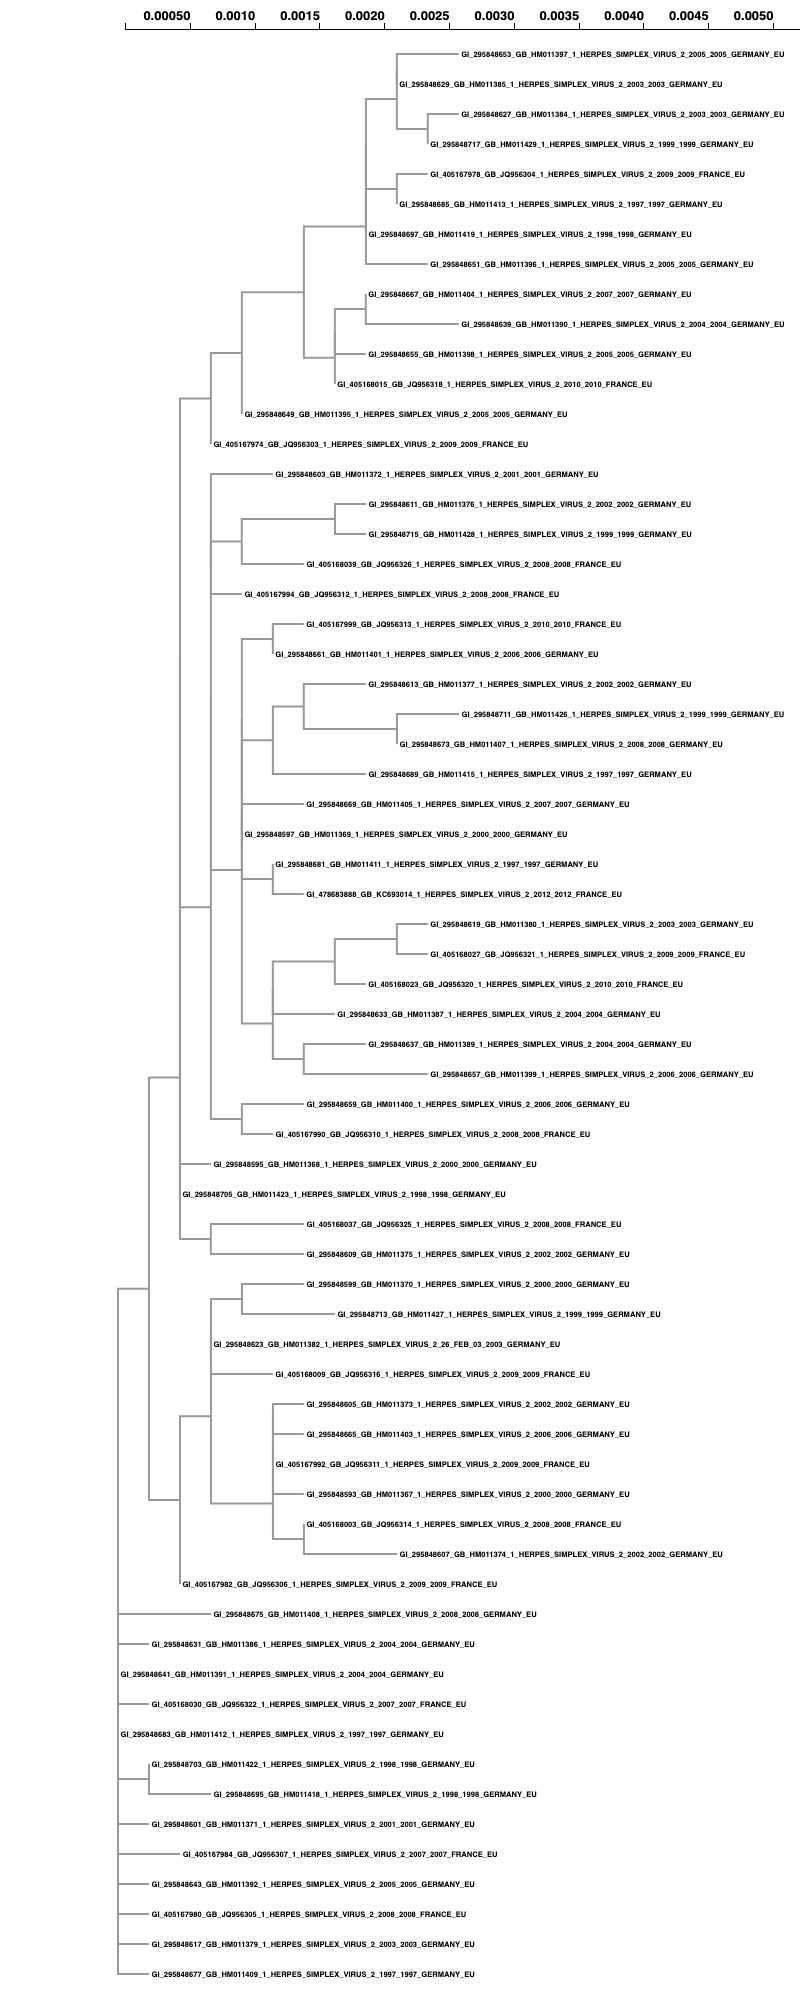 0.00050 0.0010 0.0015 0.0020 0.0025 0.0030 0.0035 0.0040 0.0045 0.0050
GI_295848653_GB_HM011397_1_HERPES_SIMPLEX_VIRUS_2_2005_2005_GERMANY_EU
GI_295848629_GB_HM011385_1_HERPES_SIMPLEX_VIRUS_2_2003_2003_GERMANY_EU
GI_295848627_GB_HM011384_1_HERPES_SIMPLEX_VIRUS_2_2003_2003_GERMANY_EU
GI_295848717_GB_HM011429_1_HERPES_SIMPLEX_VIRUS_2_1999_1999_GERMANY_EU
GI_405167978_GB_JQ956304_1_HERPES_SIMPLEX_VIRUS_2_2009_2009_FRANCE_EU
GI_295848685_GB_HM011413_1_HERPES_SIMPLEX_VIRUS_2_1997_1997_GERMANY_EU
GI_295848697_GB_HM011419_1_HERPES_SIMPLEX_VIRUS_2_1998_1998_GERMANY_EU
GI_295848651_GB_HM011396_1_HERPES_SIMPLEX_VIRUS_2_2005_2005_GERMANY_EU
GI_295848667_GB_HM011404_1_HERPES_SIMPLEX_VIRUS_2_2007_2007_GERMANY_EU
GI_295848639_GB_HM011390_1_HERPES_SIMPLEX_VIRUS_2_2004_2004_GERMANY_EU
GI_295848655_GB_HM011398_1_HERPES_SIMPLEX_VIRUS_2_2005_2005_GERMANY_EU
GI_405168015_GB_JQ956318_1_HERPES_SIMPLEX_VIRUS_2_2010_2010_FRANCE_EU
GI_295848649_GB_HM011395_1_HERPES_SIMPLEX_VIRUS_2_2005_2005_GERMANY_EU
GI_405167974_GB_JQ956303_1_HERPES_SIMPLEX_VIRUS_2_2009_2009_FRANCE_EU
GI_295848603_GB_HM011372_1_HERPES_SIMPLEX_VIRUS_2_2001_2001_GERMANY_EU
GI_295848611_GB_HM011376_1_HERPES_SIMPLEX_VIRUS_2_2002_2002_GERMANY_EU
GI_295848715_GB_HM011428_1_HERPES_SIMPLEX_VIRUS_2_1999_1999_GERMANY_EU
GI_405168039_GB_JQ956326_1_HERPES_SIMPLEX_VIRUS_2_2008_2008_FRANCE_EU
GI_405167994_GB_JQ956312_1_HERPES_SIMPLEX_VIRUS_2_2008_2008_FRANCE_EU
GI_405167999_GB_JQ956313_1_HERPES_SIMPLEX_VIRUS_2_2010_2010_FRANCE_EU
GI_295848661_GB_HM011401_1_HERPES_SIMPLEX_VIRUS_2_2006_2006_GERMANY_EU
GI_295848613_GB_HM011377_1_HERPES_SIMPLEX_VIRUS_2_2002_2002_GERMANY_EU
GI_295848711_GB_HM011426_1_HERPES_SIMPLEX_VIRUS_2_1999_1999_GERMANY_EU
GI_295848673_GB_HM011407_1_HERPES_SIMPLEX_VIRUS_2_2008_2008_GERMANY_EU
GI_295848689_GB_HM011415_1_HERPES_SIMPLEX_VIRUS_2_1997_1997_GERMANY_EU
GI_295848669_GB_HM011405_1_HERPES_SIMPLEX_VIRUS_2_2007_2007_GERMANY_EU
GI_295848597_GB_HM011369_1_HERPES_SIMPLEX_VIRUS_2_2000_2000_GERMANY_EU
GI_295848681_GB_HM011411_1_HERPES_SIMPLEX_VIRUS_2_1997_1997_GERMANY_EU
GI_478683888_GB_KC693014_1_HERPES_SIMPLEX_VIRUS_2_2012_2012_FRANCE_EU
GI_295848619_GB_HM011380_1_HERPES_SIMPLEX_VIRUS_2_2003_2003_GERMANY_EU
GI_405168027_GB_JQ956321_1_HERPES_SIMPLEX_VIRUS_2_2009_2009_FRANCE_EU
GI_405168023_GB_JQ956320_1_HERPES_SIMPLEX_VIRUS_2_2010_2010_FRANCE_EU
GI_295848633_GB_HM011387_1_HERPES_SIMPLEX_VIRUS_2_2004_2004_GERMANY_EU
GI_295848637_GB_HM011389_1_HERPES_SIMPLEX_VIRUS_2_2004_2004_GERMANY_EU
GI_295848657_GB_HM011399_1_HERPES_SIMPLEX_VIRUS_2_2006_2006_GERMANY_EU
GI_295848659_GB_HM011400_1_HERPES_SIMPLEX_VIRUS_2_2006_2006_GERMANY_EU
GI_405167990_GB_JQ956310_1_HERPES_SIMPLEX_VIRUS_2_2008_2008_FRANCE_EU
GI_295848595_GB_HM011368_1_HERPES_SIMPLEX_VIRUS_2_2000_2000_GERMANY_EU
GI_295848705_GB_HM011423_1_HERPES_SIMPLEX_VIRUS_2_1998_1998_GERMANY_EU
GI_405168037_GB_JQ956325_1_HERPES_SIMPLEX_VIRUS_2_2008_2008_FRANCE_EU
GI_295848609_GB_HM011375_1_HERPES_SIMPLEX_VIRUS_2_2002_2002_GERMANY_EU
GI_295848599_GB_HM011370_1_HERPES_SIMPLEX_VIRUS_2_2000_2000_GERMANY_EU
GI_295848713_GB_HM011427_1_HERPES_SIMPLEX_VIRUS_2_1999_1999_GERMANY_EU
GI_295848623_GB_HM011382_1_HERPES_SIMPLEX_VIRUS_2_26_FEB_03_2003_GERMANY_EU
GI_405168009_GB_JQ956316_1_HERPES_SIMPLEX_VIRUS_2_2009_2009_FRANCE_EU
GI_295848605_GB_HM011373_1_HERPES_SIMPLEX_VIRUS_2_2002_2002_GERMANY_EU
GI_295848665_GB_HM011403_1_HERPES_SIMPLEX_VIRUS_2_2006_2006_GERMANY_EU
GI_405167992_GB_JQ956311_1_HERPES_SIMPLEX_VIRUS_2_2009_2009_FRANCE_EU
GI_295848593_GB_HM011367_1_HERPES_SIMPLEX_VIRUS_2_2000_2000_GERMANY_EU
GI_405168003_GB_JQ956314_1_HERPES_SIMPLEX_VIRUS_2_2008_2008_FRANCE_EU
GI_295848607_GB_HM011374_1_HERPES_SIMPLEX_VIRUS_2_2002_2002_GERMANY_EU
GI_405167982_GB_JQ956306_1_HERPES_SIMPLEX_VIRUS_2_2009_2009_FRANCE_EU
GI_295848675_GB_HM011408_1_HERPES_SIMPLEX_VIRUS_2_2008_2008_GERMANY_EU
GI_295848631_GB_HM011386_1_HERPES_SIMPLEX_VIRUS_2_2004_2004_GERMANY_EU
GI_295848641_GB_HM011391_1_HERPES_SIMPLEX_VIRUS_2_2004_2004_GERMANY_EU
GI_405168030_GB_JQ956322_1_HERPES_SIMPLEX_VIRUS_2_2007_2007_FRANCE_EU
GI_295848683_GB_HM011412_1_HERPES_SIMPLEX_VIRUS_2_1997_1997_GERMANY_EU
GI_295848703_GB_HM011422_1_HERPES_SIMPLEX_VIRUS_2_1998_1998_GERMANY_EU
GI_295848695_GB_HM011418_1_HERPES_SIMPLEX_VIRUS_2_1998_1998_GERMANY_EU
GI_295848601_GB_HM011371_1_HERPES_SIMPLEX_VIRUS_2_2001_2001_GERMANY_EU
GI_405167984_GB_JQ956307_1_HERPES_SIMPLEX_VIRUS_2_2007_2007_FRANCE_EU
GI_295848643_GB_HM011392_1_HERPES_SIMPLEX_VIRUS_2_2005_2005_GERMANY_EU
GI_405167980_GB_JQ956305_1_HERPES_SIMPLEX_VIRUS_2_2008_2008_FRANCE_EU
GI_295848617_GB_HM011379_1_HERPES_SIMPLEX_VIRUS_2_2003_2003_GERMANY_EU
GI_295848677_GB_HM011409_1_HERPES_SIMPLEX_VIRUS_2_1997_1997_GERMANY_EU